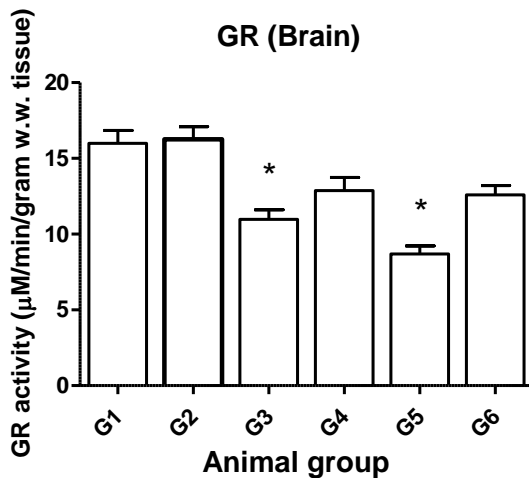 GR (Brain)
GR activity (µM/min/gram w.w. tissue)
20
15
10
5
0
*
*
G1 G2 G3 G4 G5 G6
Animal group